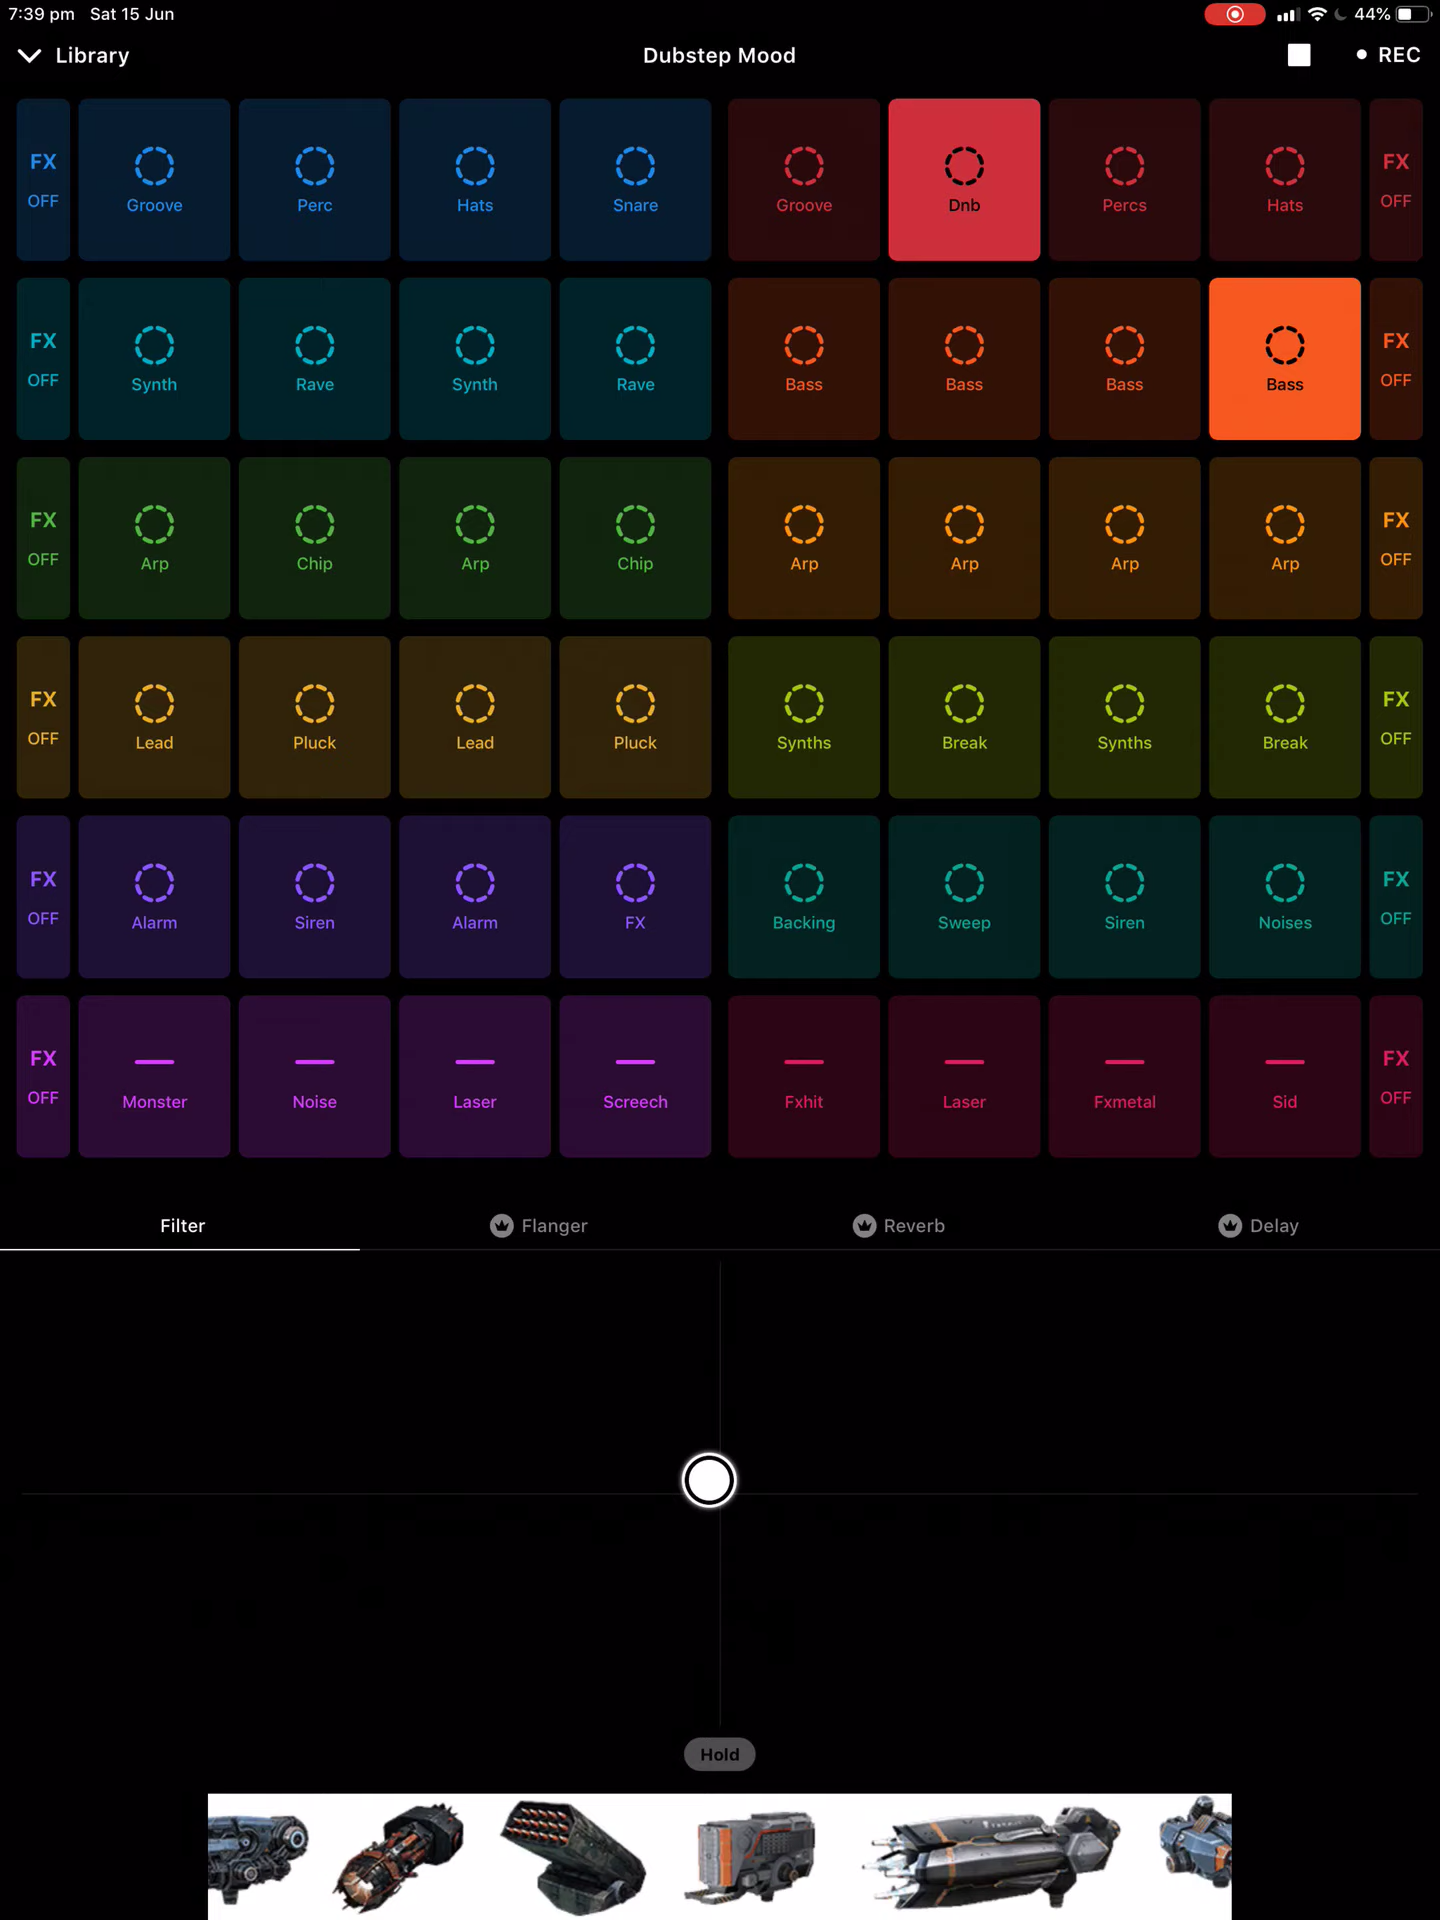 7:39 pm Sat 15 Jun 44%
Library Dubstep Mood REC
FX Groove Perc Hats Snare Groove Dnb Percs Hats FX
OFF OFF
FX Synth Rave Synth Rave Bass Bass Bass Bass FX
OFF OFF
FX Arp Chip Arp Chip Arp Arp Arp Arp FX
OFF OFF
FX Lead Pluck Lead Pluck Synths Break Synths Break FX
OFF OFF
FX Alarm Siren Alarm FX Backing Sweep Siren Noises FX
OFF OFF
FX Monster Noise Laser Screech Fxhit Laser Fxmetal Sid FX
OFF OFF
Filter Flanger Reverb Delay
Hold